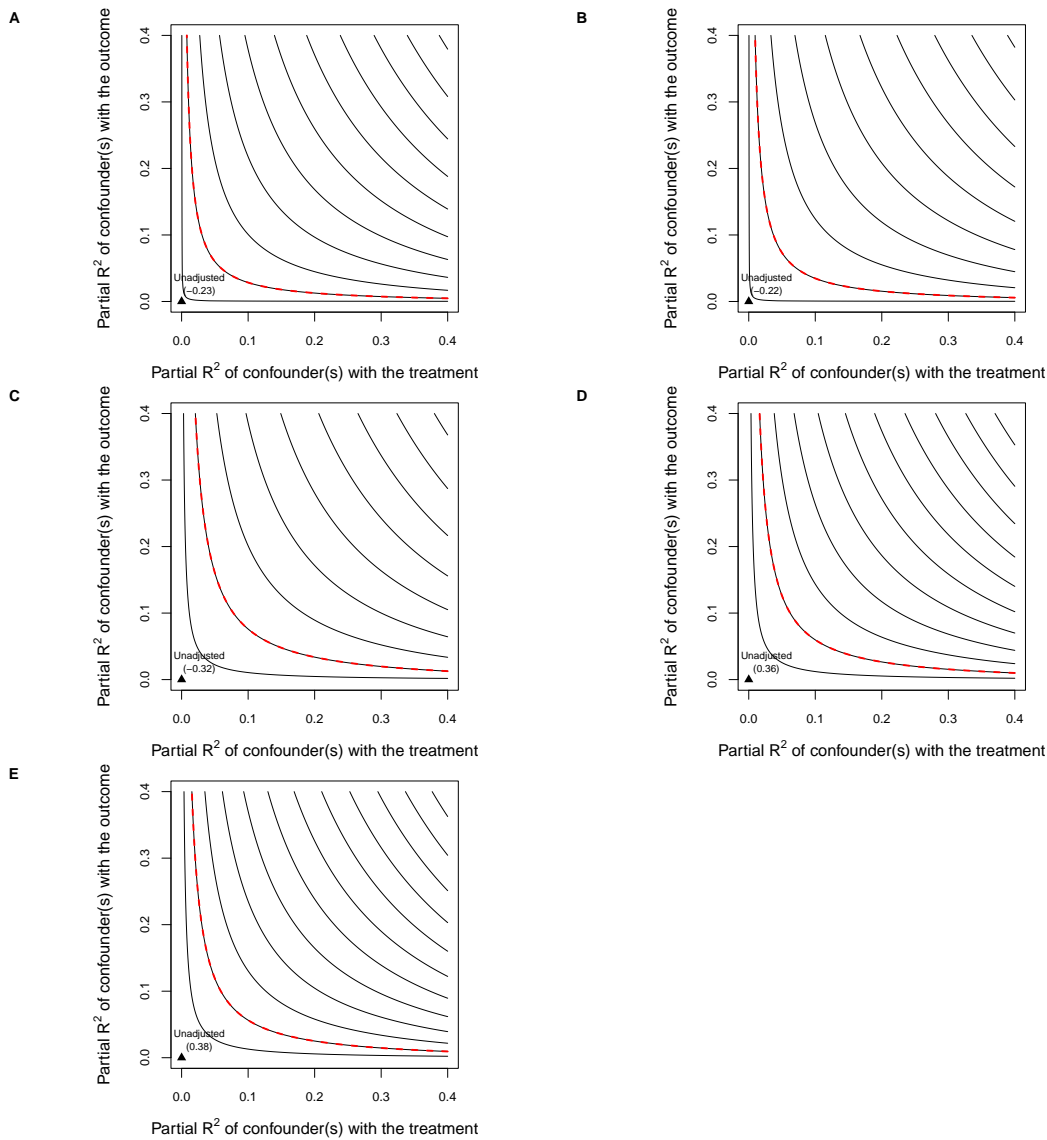 A
Partial R² of confounder(s) with the outcome
0.4
0.3
0.2
0.1
0.0
Unadjusted
(−0.23)
0.0 0.1 0.2 0.3 0.4
Partial R² of confounder(s) with the treatment
B
Partial R² of confounder(s) with the outcome
0.4
0.3
0.2
0.1
0.0
Unadjusted
(−0.22)
0.0 0.1 0.2 0.3 0.4
Partial R² of confounder(s) with the treatment
C
Partial R² of confounder(s) with the outcome
0.4
0.3
0.2
0.1
0.0
Unadjusted
(−0.32)
0.0 0.1 0.2 0.3 0.4
Partial R² of confounder(s) with the treatment
D
Partial R² of confounder(s) with the outcome
0.4
0.3
0.2
0.1
0.0
Unadjusted
(0.36)
0.0 0.1 0.2 0.3 0.4
Partial R² of confounder(s) with the treatment
E
Partial R² of confounder(s) with the outcome
0.4
0.3
0.2
0.1
0.0
Unadjusted
(0.38)
0.0 0.1 0.2 0.3 0.4
Partial R² of confounder(s) with the treatment